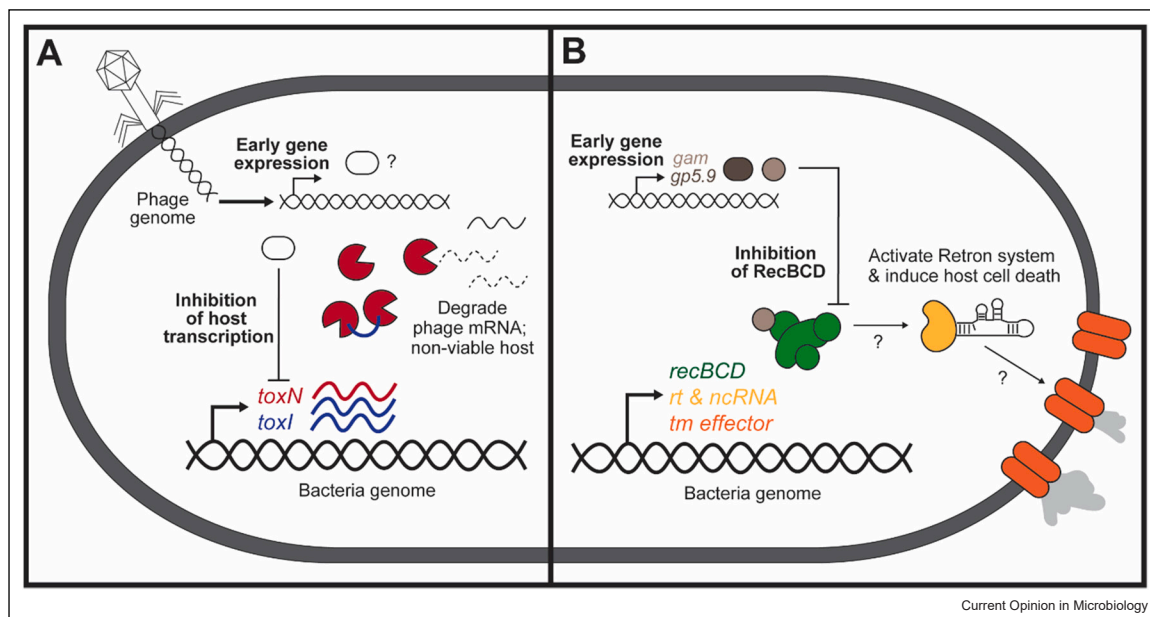 A
Early gene
expression
?
Phage
genome
Inhibition
of host
transcription
Degrade
phage mRNA;
non-viable host
toxN
toxI
Bacteria genome
B
Early gene
expression
gam
gp5.9
Inhibition
of RecBCD
Activate Retron system
& induce host cell death
?
?
recBCD
rt & ncRNA
tm effector
Bacteria genome
Current Opinion in Microbiology